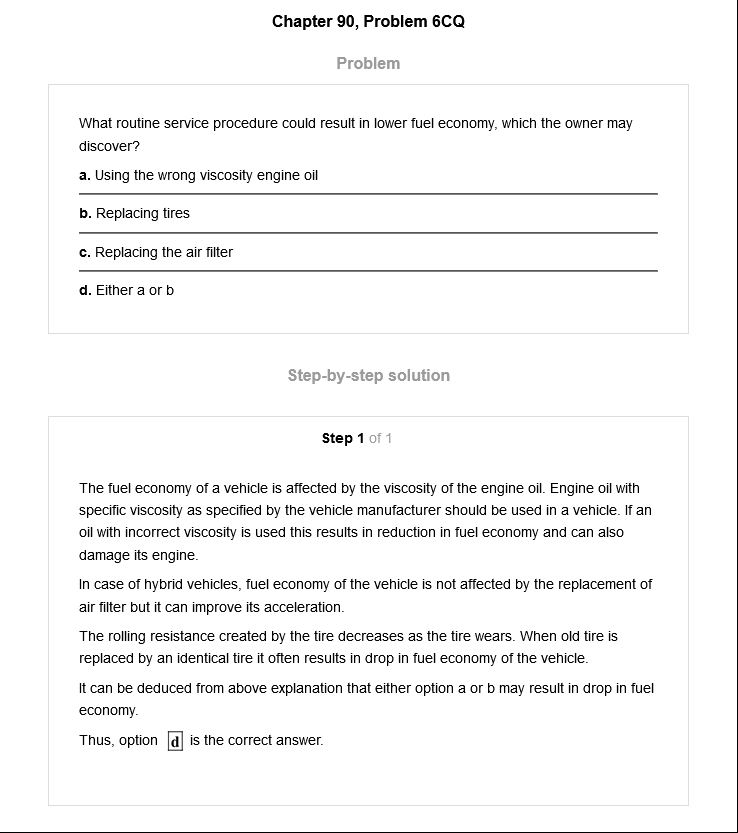 Chapter 90, Problem 6CQ
Problem
What routine service procedure could result in lower fuel economy, which the owner may
discover?
a. Using the wrong viscosity engine oil
b. Replacing tires
c. Replacing the air filter
d. Either a or b
Step-by-step solution
Step 1 of 1
The fuel economy of a vehicle is affected by the viscosity of the engine oil. Engine oil with
specific viscosity as specified by the vehicle manufacturer should be used in a vehicle. If an
oil with incorrect viscosity is used this results in reduction in fuel economy and can also
damage its engine.
In case of hybrid vehicles, fuel economy of the vehicle is not affected by the replacement of
air filter but it can improve its acceleration.
The rolling resistance created by the tire decreases as the tire wears. When old tire is
replaced by an identical tire it often results in drop in fuel economy of the vehicle.
It can be deduced from above explanation that either option a or b may result in drop in fuel
economy.
Thus, option d is the correct answer.